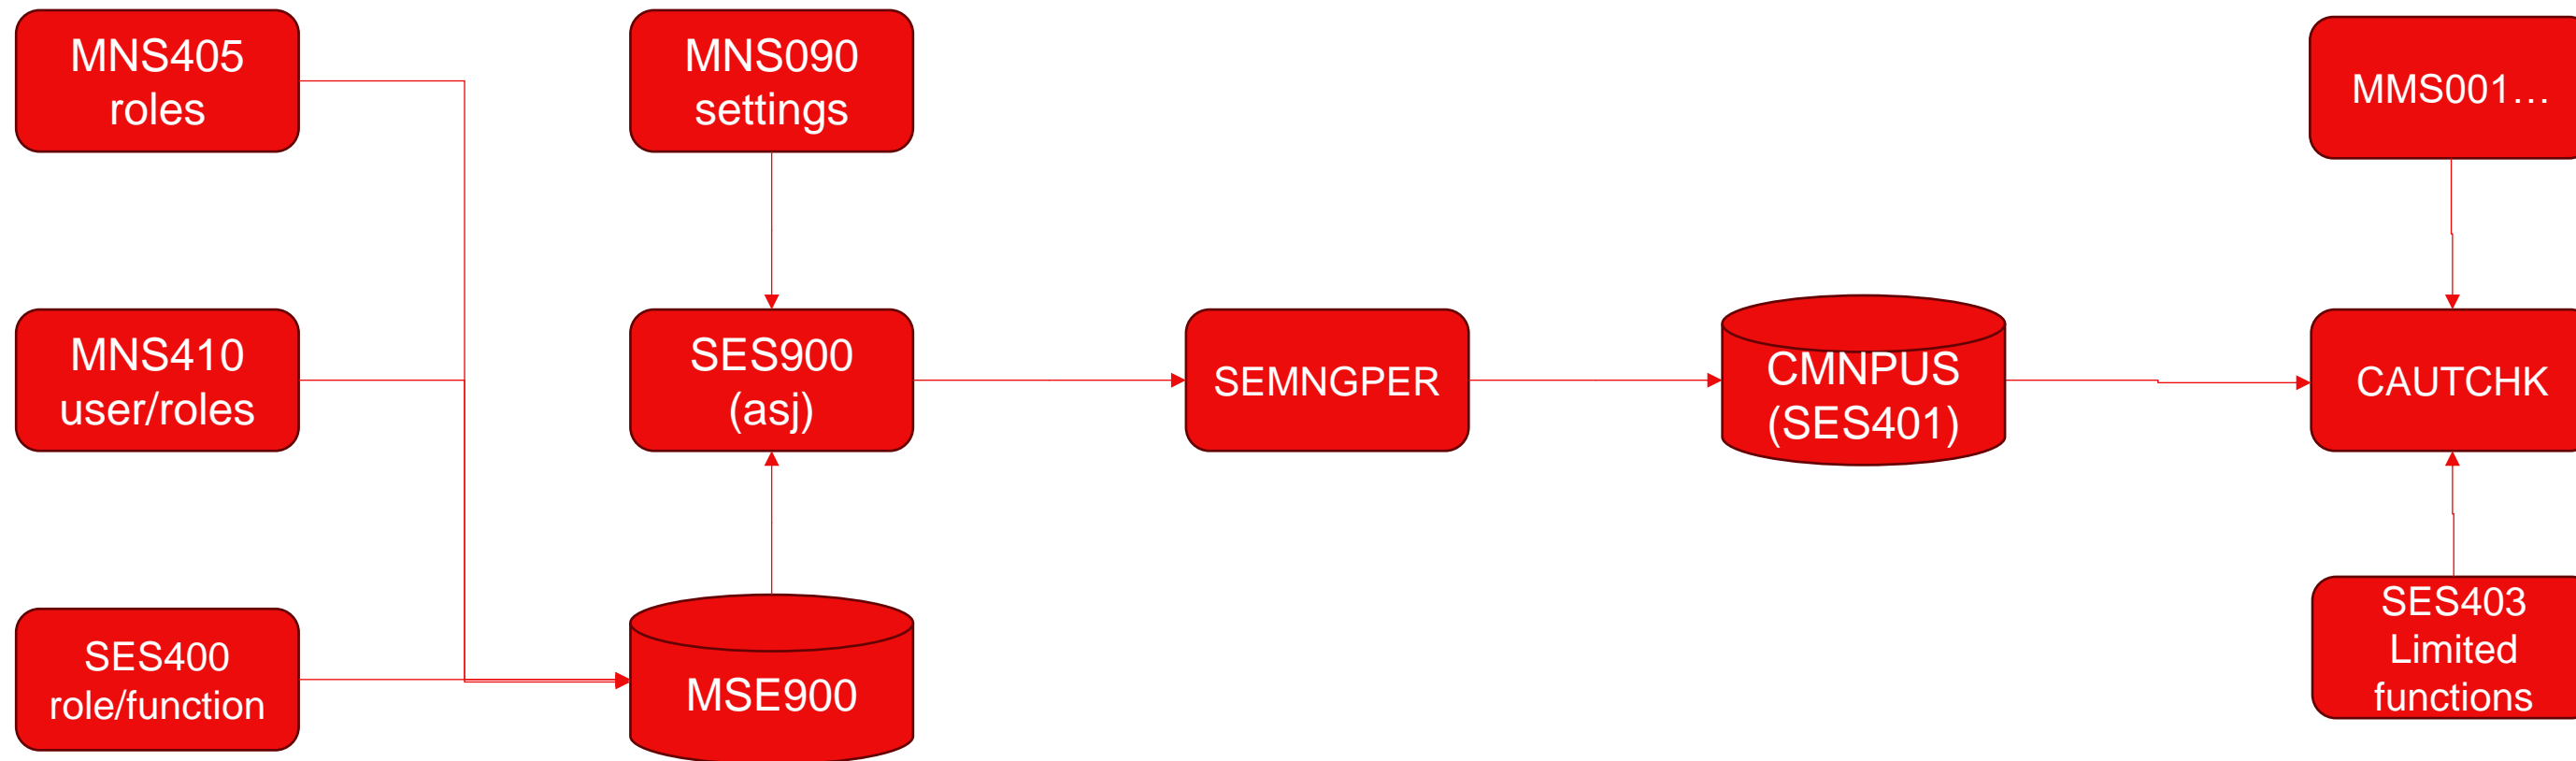 MNS405
roles
MNS090
settings
MMS001…
MNS410
user/roles
SES900
(asj)
SEMNGPER
CMNPUS
(SES401)
CAUTCHK
SES400
role/function
MSE900
SES403
Limited
functions